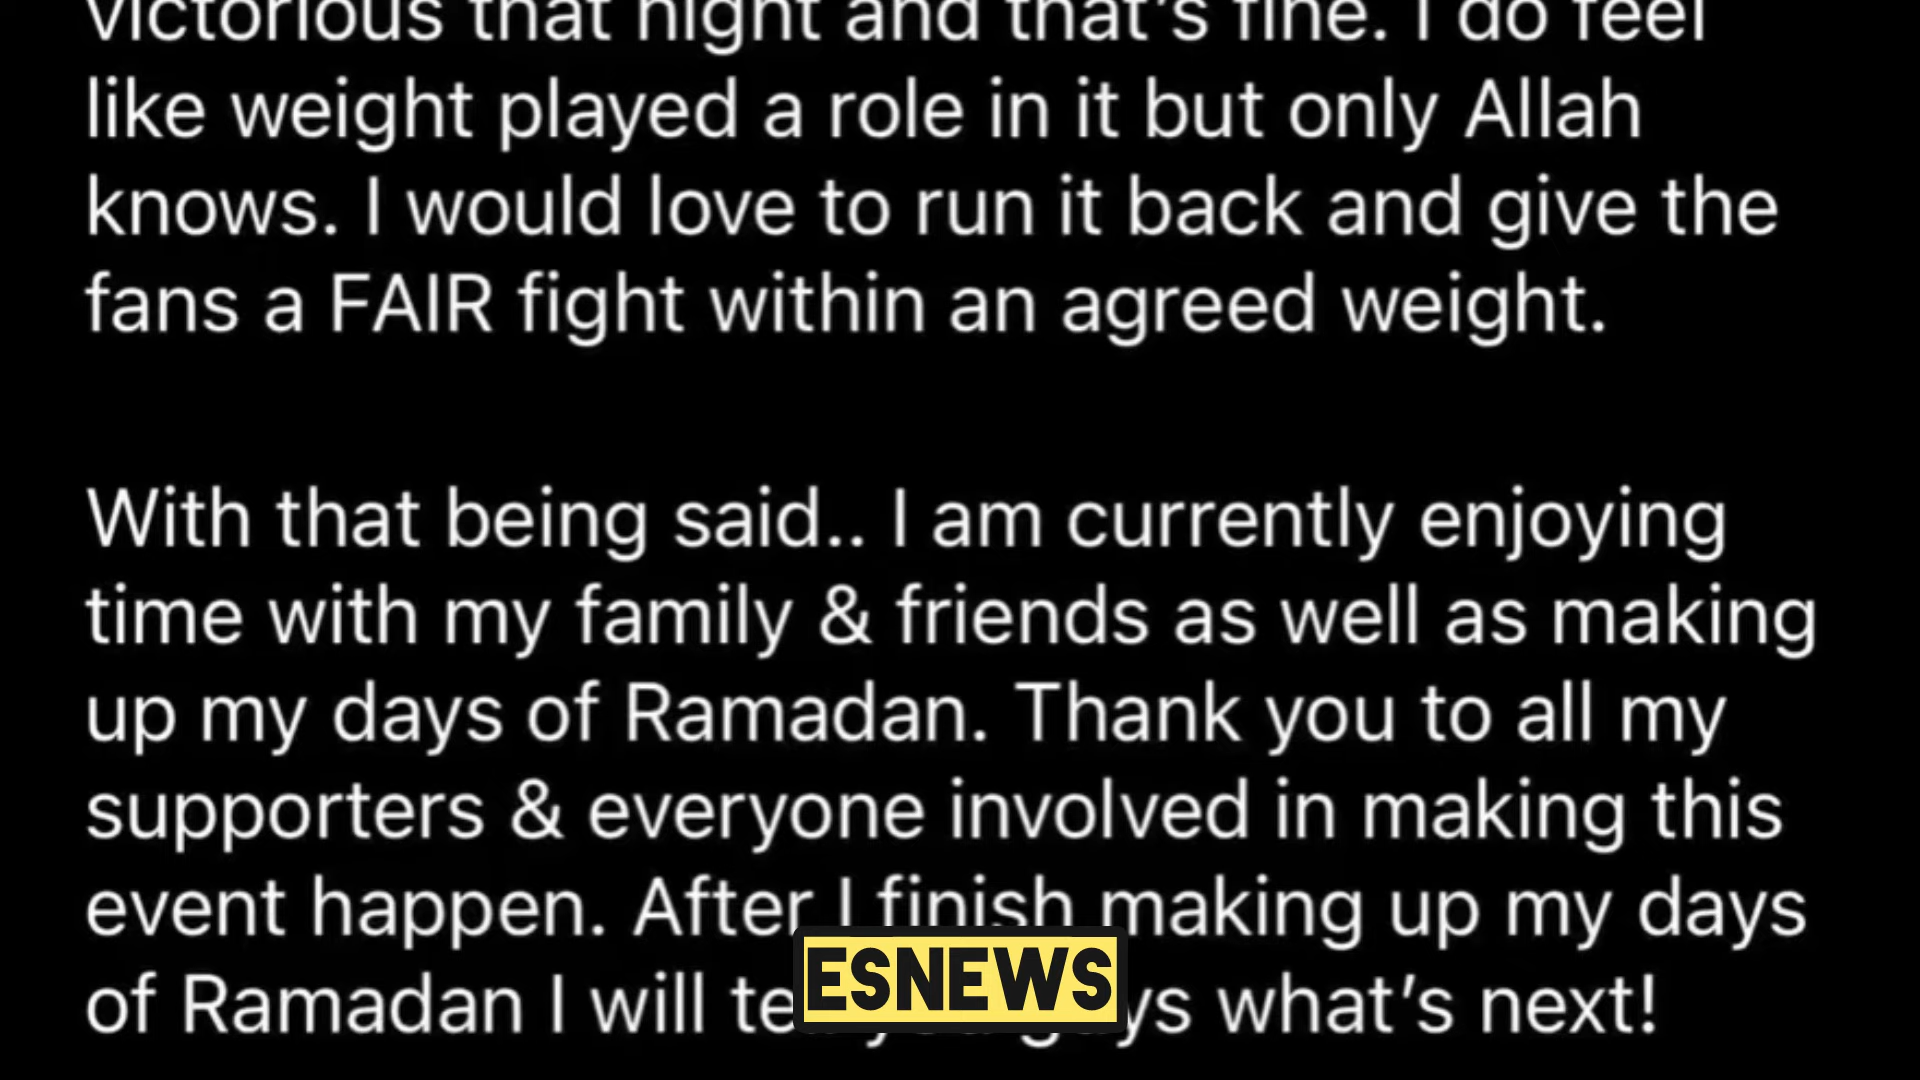 victorious that night and that's fine. I do feel
like weight played a role in it but only Allah
knows. I would love to run it back and give the
fans a FAIR fight within an agreed weight.
With that being said.. I am currently enjoying
time with my family & friends as well as making
up my days of Ramadan. Thank you to all my
supporters & everyone involved in making this
event happen. After I finish making up my days
of Ramadan I will what's next!
ESNEWS